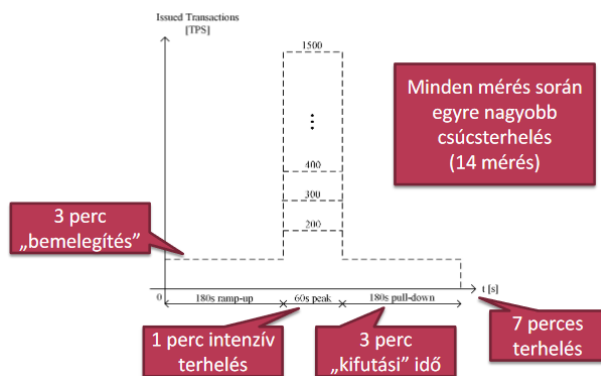 Issued Transactions
[TPS]
1500
Minden mérés során
egyre nagyobb
csúcsterhelés
(14 mérés)
400
300
200
3 perc
„bemelegítés”
0
180s ramp-up
60s peak
180s pull-down
t [s]
1 perc intenzív
terhelés
3 perc
„kifutási” idő
7 perces
terhelés